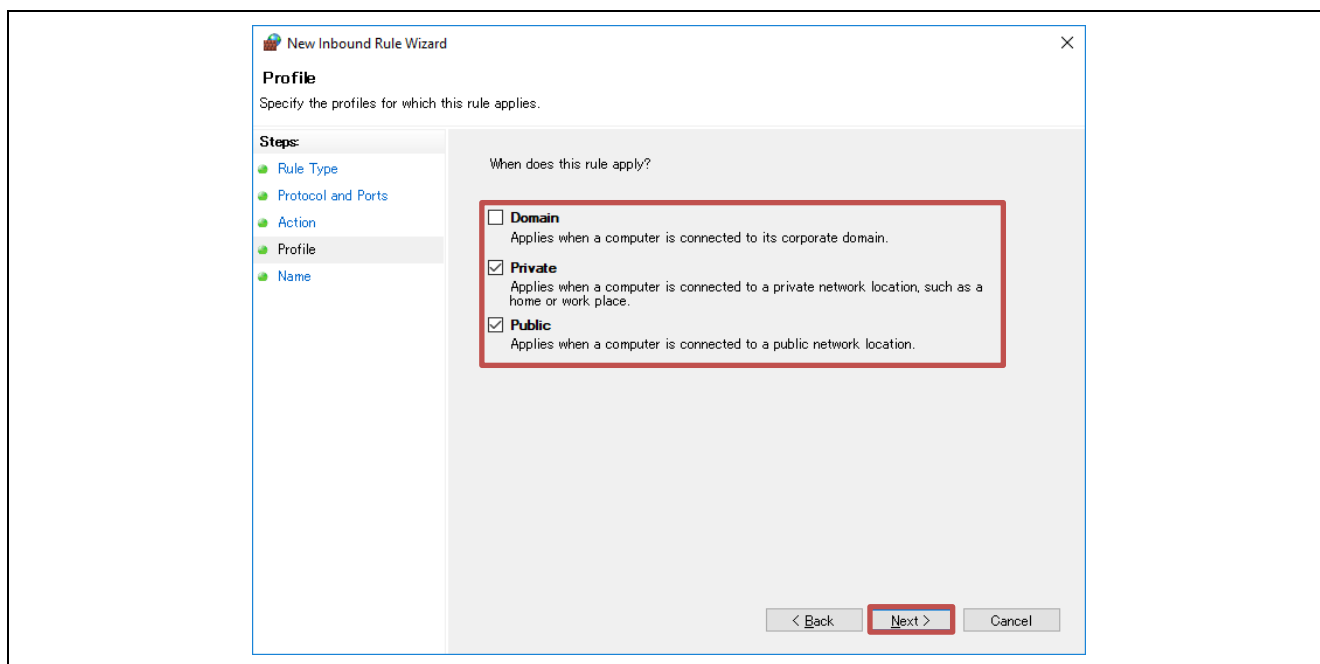 New Inbound Rule Wizard
Profile
Specify the profiles for which this rule applies.
Steps:
Rule Type
Protocol and Ports
Action
Profile
Name
When does this rule apply?
Domain
Applies when a computer is connected to its corporate domain.
Private
Applies when a computer is connected to a private network location, such as a
home or work place.
Public
Applies when a computer is connected to a public network location.
< Back
Next >
Cancel